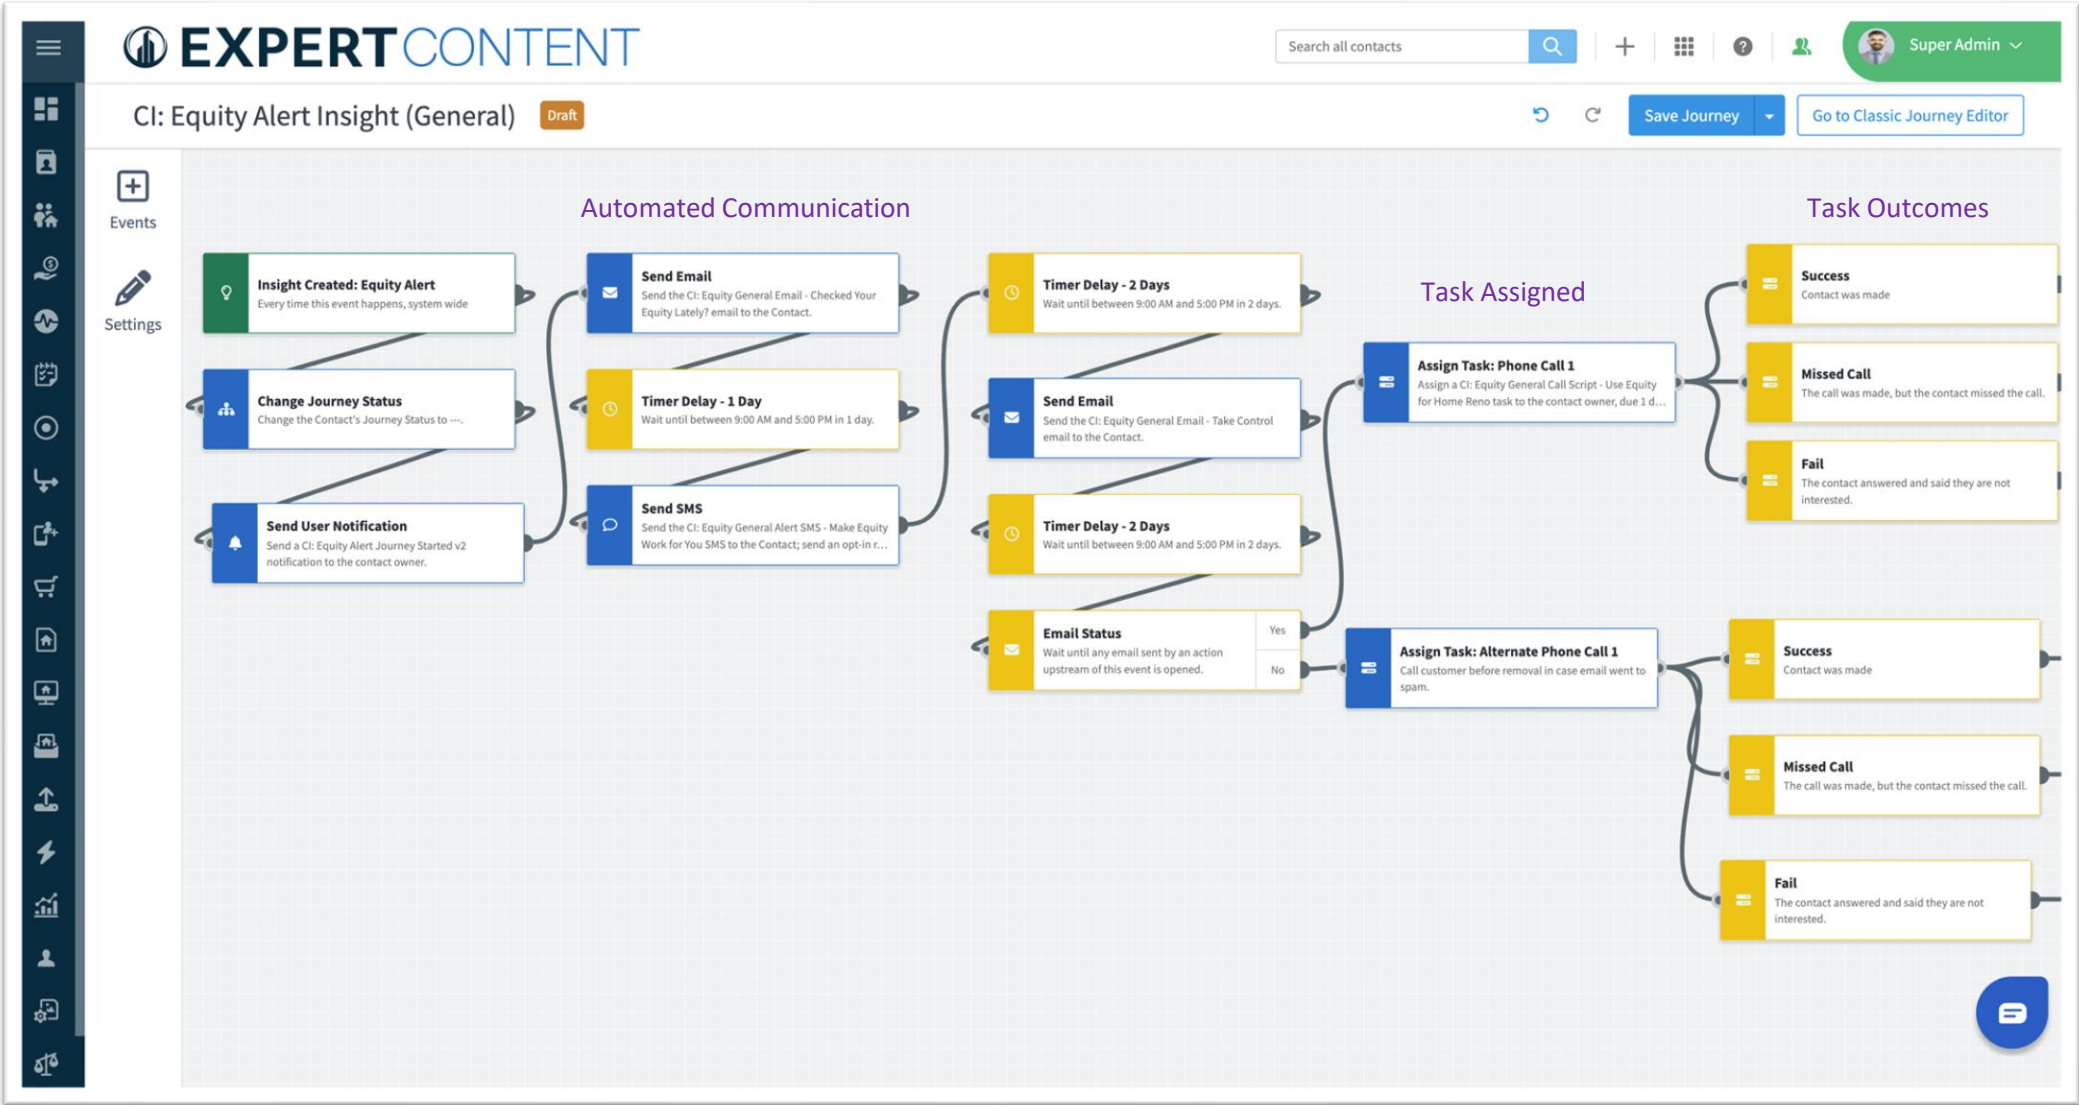 EXPERTCONTENT
Search all contacts
Super Admin
CI: Equity Alert Insight (General)
Draft
Save Journey
Go to Classic Journey Editor
Events
Settings
Automated Communication
Task Assigned
Task Outcomes
Insight Created: Equity Alert
Every time this event happens, system wide
Change Journey Status
Change the Contact's Journey Status to ---.
Send User Notification
Send a CI: Equity Alert Journey Started v2
notification to the contact owner.
Send Email
Send the CI: Equity General Email - Checked Your
Equity Lately? email to the Contact.
Timer Delay - 1 Day
Wait until between 9:00 AM and 5:00 PM in 1 day.
Send SMS
Send the CI: Equity General Alert SMS - Make Equity
Work for You SMS to the Contact; send an opt-in r...
Timer Delay - 2 Days
Wait until between 9:00 AM and 5:00 PM in 2 days.
Send Email
Send the CI: Equity General Email - Take Control
email to the Contact.
Timer Delay - 2 Days
Wait until between 9:00 AM and 5:00 PM in 2 days.
Email Status
Wait until any email sent by an action
upstream of this event is opened.
Yes
No
Assign Task: Phone Call 1
Assign a CI: Equity General Call Script - Use Equity
for Home Reno task to the contact owner, due 1 d...
Assign Task: Alternate Phone Call 1
Call customer before removal in case email went to
spam.
Success
Contact was made
Missed Call
The call was made, but the contact missed the call.
Fail
The contact answered and said they are not
interested.
Success
Contact was made
Missed Call
The call was made, but the contact missed the call.
Fail
The contact answered and said they are not
interested.